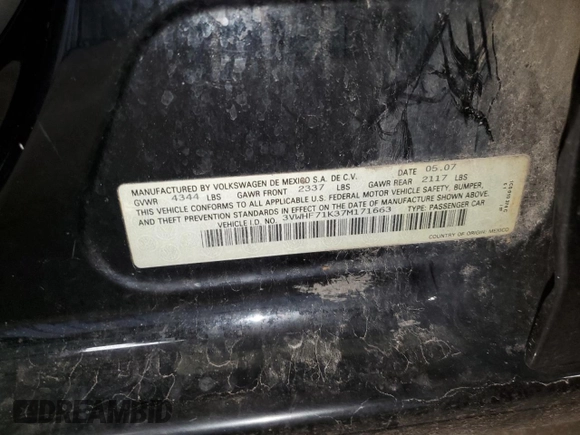 MANUFACTURED BY VOLKSWAGEN DE MEXICO S.A. DE C.V. DATE 05.07
GVWR 4344 LBS GAWR FRONT 2337 LBS GAWR REAR 2117 LBS
THIS VEHICLE CONFORMS TO ALL APPLICABLE FEDERAL MOTOR VEHICLE SAFETY, BUMPER,
AND THEFT PREVENTION STANDARDS IN EFFECT ON THE DATE OF MANUFACTURE SHOWN ABOVE.
VEHICLE I.D. NO. 3VWHF71K37M171663 TYPE: PASSENGER CAR
COUNTRY OF ORIGIN: MEXICO
DREAMBID